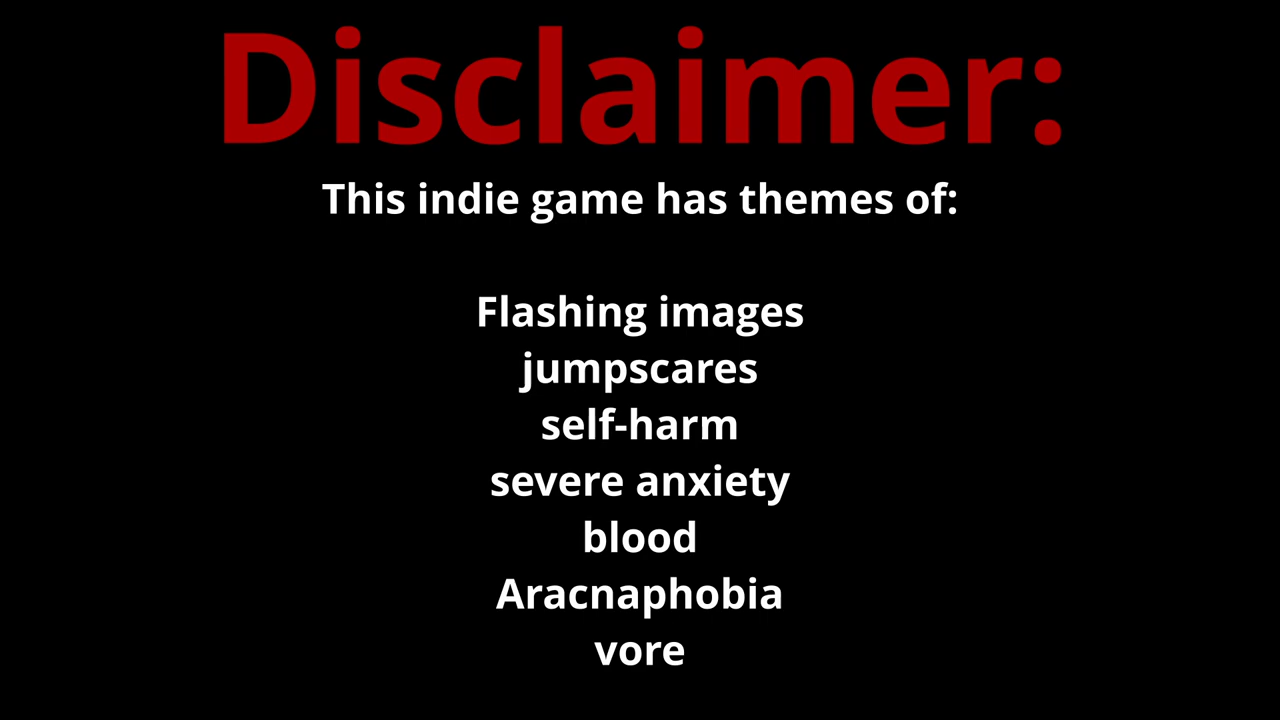 Disclaimer:
This indie game has themes of:
Flashing images
jumpscares
self-harm
severe anxiety
blood
Aracnaphobia
vore